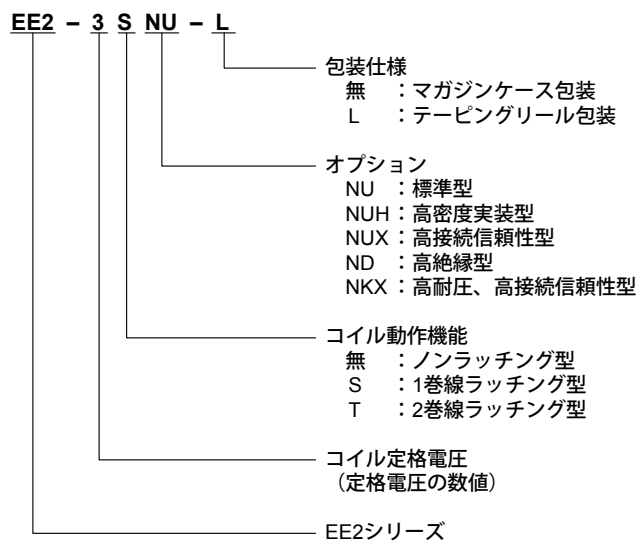 EE2 – 3 S NU – L
包装仕様
無 ：マガジンケース包装
L ：テーピングリール包装
オプション
NU ：標準型
NUH：高密度実装型
NUX：高接続信頼性型
ND ：高絶縁型
NKX：高耐圧、高接続信頼性型
コイル動作機能
無 ：ノンラッチング型
S ：1巻線ラッチング型
T ：2巻線ラッチング型
コイル定格電圧
（定格電圧の数値）
EE2シリーズ